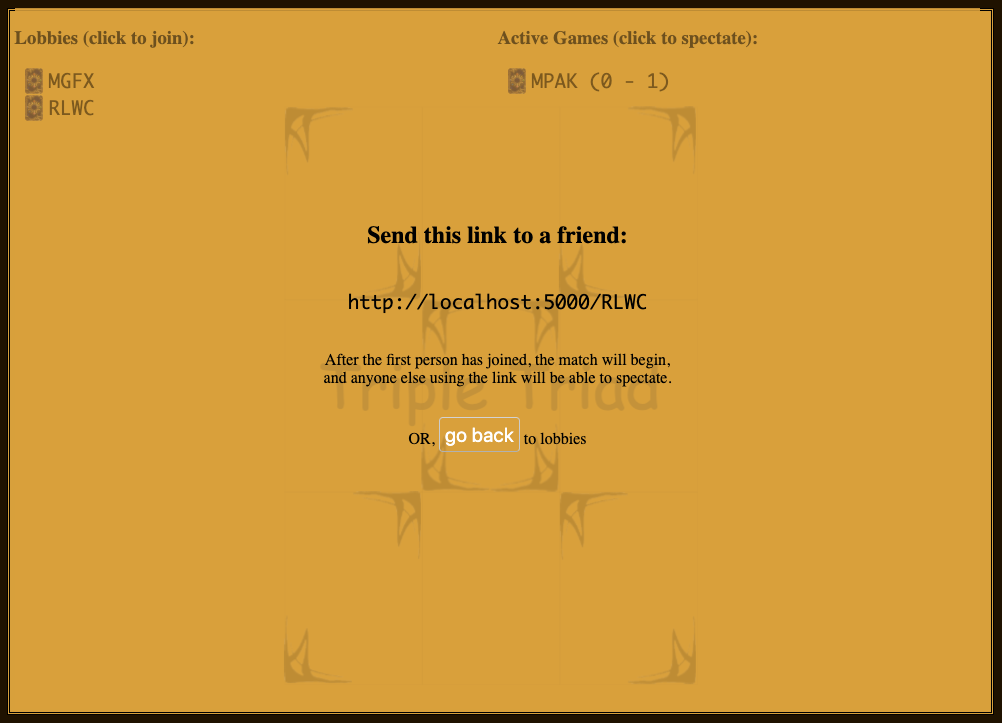 Lobbies (click to join):
Active Games (click to spectate):
MGFX
MPAK (0 - 1)
RLWC
Send this link to a friend:
http://localhost:5000/RLWC
After the first person has joined, the match will begin,
and anyone else using the link will be able to spectate.
Triple Triad
OR, go back to lobbies